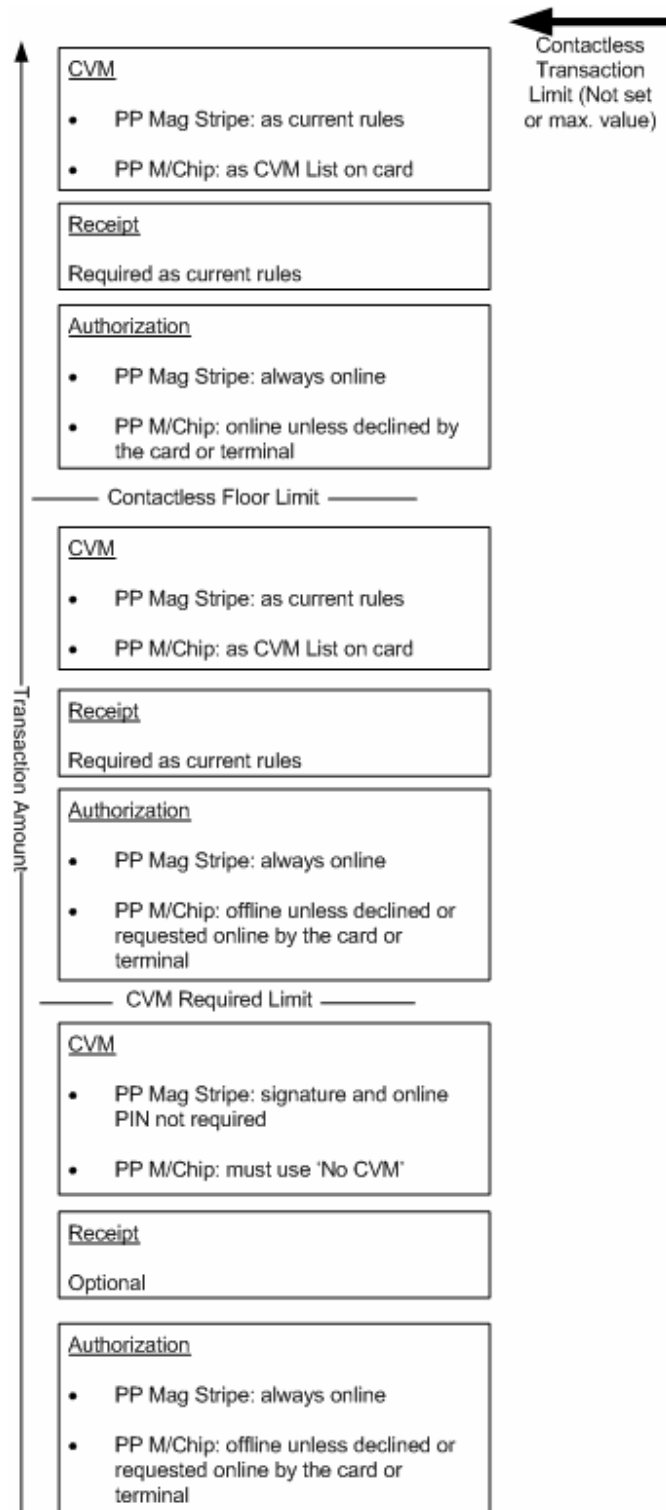 Contactless
Transaction
Limit (Not set
or max. value)
CVM
• PP Mag Stripe: as current rules
• PP M/Chip: as CVM List on card
Receipt
Required as current rules
Authorization
• PP Mag Stripe: always online
• PP M/Chip: online unless declined by
the card or terminal
Contactless Floor Limit
CVM
• PP Mag Stripe: as current rules
• PP M/Chip: as CVM List on card
Receipt
Required as current rules
Authorization
• PP Mag Stripe: always online
• PP M/Chip: offline unless declined or
requested online by the card or
terminal
Transaction Amount
CVM Required Limit
CVM
• PP Mag Stripe: signature and online
PIN not required
• PP M/Chip: must use 'No CVM'
Receipt
Optional
Authorization
• PP Mag Stripe: always online
• PP M/Chip: offline unless declined or
requested online by the card or
terminal